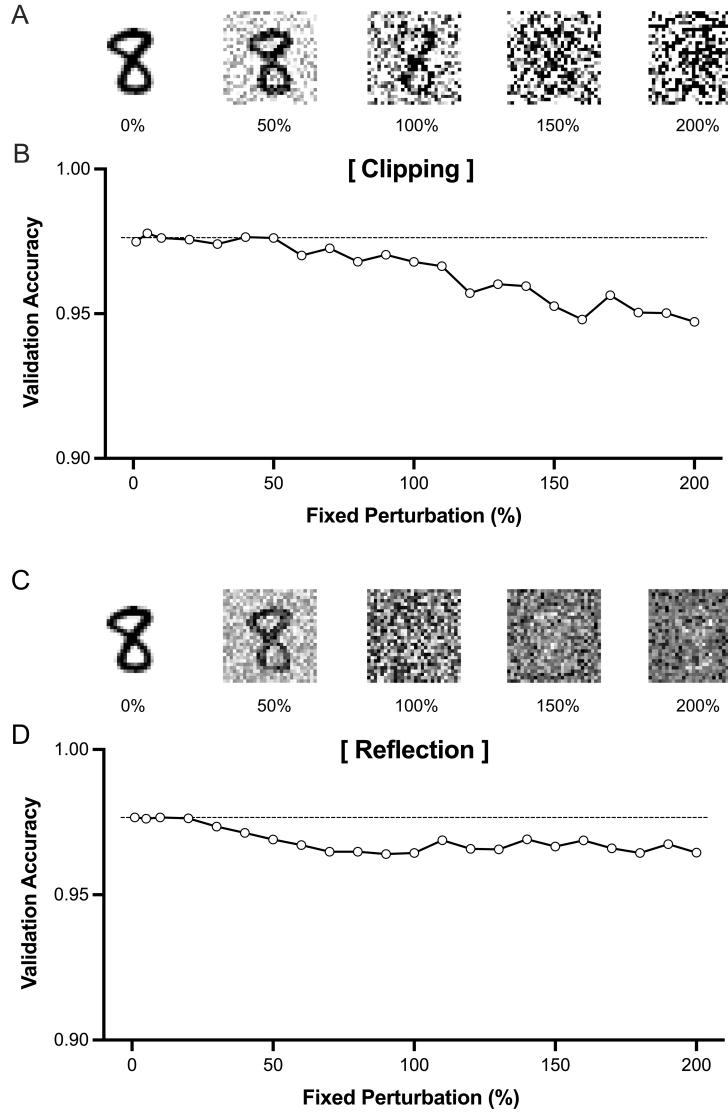 A
0% 50% 100% 150% 200%
B
[ Clipping ]
1.00
0.95
0.90
Validation Accuracy
0 50 100 150 200
Fixed Perturbation (%)
C
0% 50% 100% 150% 200%
D
[ Reflection ]
1.00
0.95
0.90
Validation Accuracy
0 50 100 150 200
Fixed Perturbation (%)